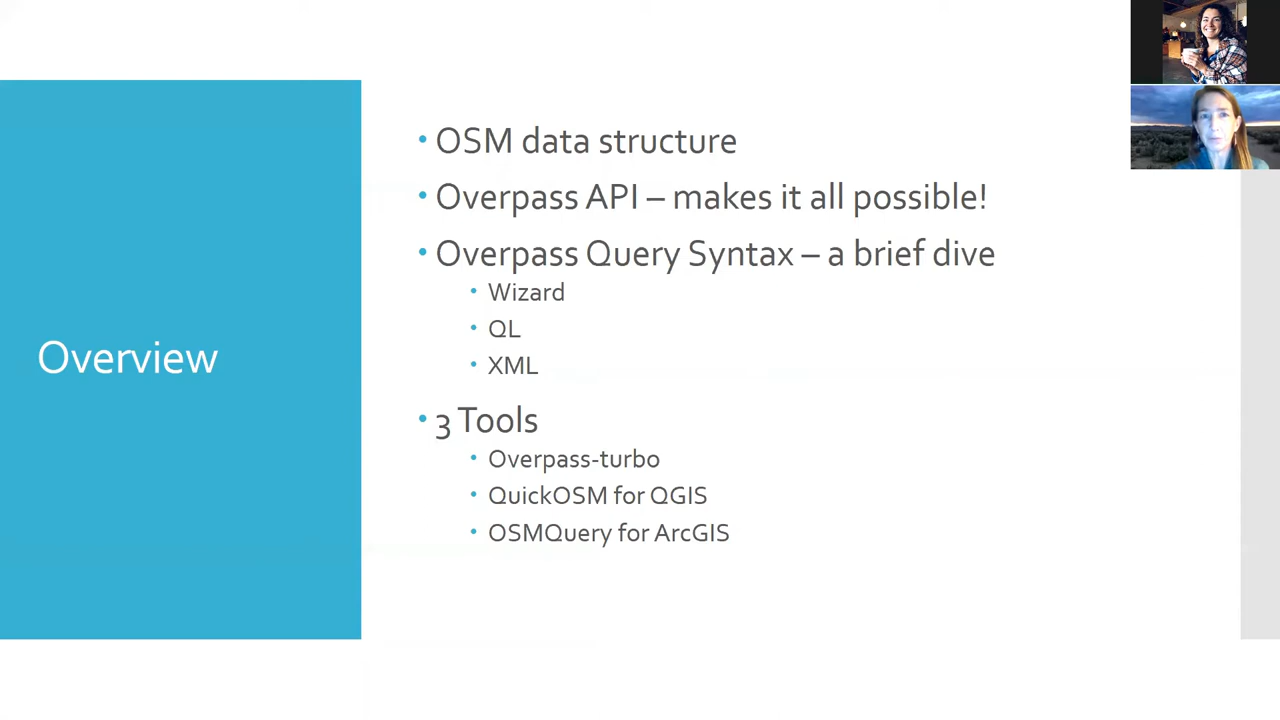 Overview
OSM data structure
Overpass API – makes it all possible!
Overpass Query Syntax – a brief dive
Wizard
QL
XML
3 Tools
Overpass-turbo
QuickOSM for QGIS
OSMQuery for ArcGIS